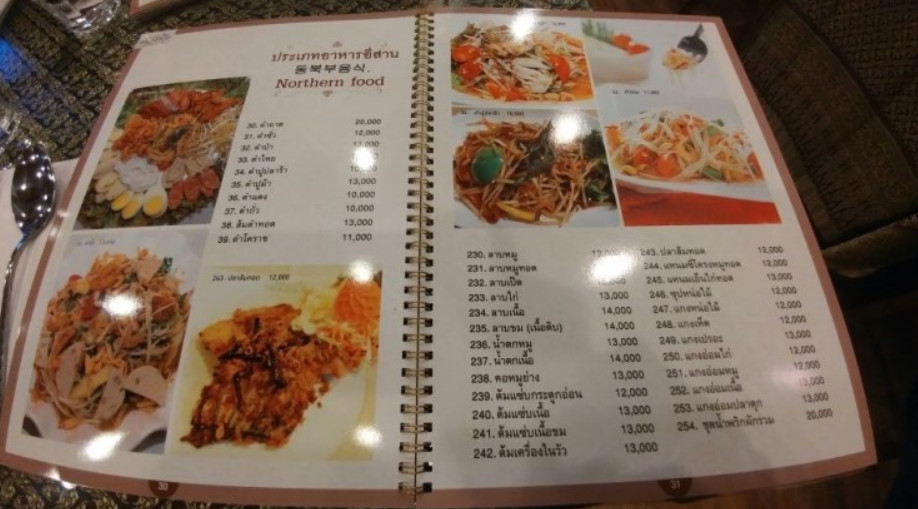 ประเภทอาหารอีสาน
동북부음식.
Northern food
30. ตำถาด 20,000
31. ตำซั่ว 12,000
32. ตำป่า 12,000
33. ตำไทย
34. ตำปูปลาร้า
35. ตำปูม้า 13,000
36. ตำแตง 10,000
37. ตำถั่ว 10,000
38. ส้มตำทอด 13,000
39. ตำโคราช 11,000
243. ปลาส้มทอด 12,000
30
230. ลาบหมู
231. ลาบหมูทอด
232. ลาบเป็ด
233. ลาบไก่ 13,000
234. ลาบเนื้อ 14,000
235. ลาบขม (เนื้อดิบ) 14,000
236. น้ำตกหมู 13,000
237. น้ำตกเนื้อ 14,000
238. คอหมูย่าง 13,000
239. ต้มแซ่บกระดูกอ่อน 12,000
240. ต้มแซ่บเนื้อ 13,000
241. ต้มแซ่บเนื้อขม 13,000
242. ต้มเครื่องในวัว 13,000
243. ปลาส้มทอด 12,000
244. แหนมซี่โครงหมูทอด 12,000
245. แหนมเอ็นไก่ทอด 13,000
246. ซุปหน่อไม้ 12,000
247. แกงหน่อไม้ 12,000
248. แกงเห็ด 12,000
249. แกงเปรอะ 13,000
250. แกงอ่อมไก่ 12,000
251. แกงอ่อมหมู 12,000
252. แกงอ่อมเนื้อ 13,000
253. แกงอ่อมปลาดุก 13,000
254. ชุดน้ำพริกผักรวม 20,000
31